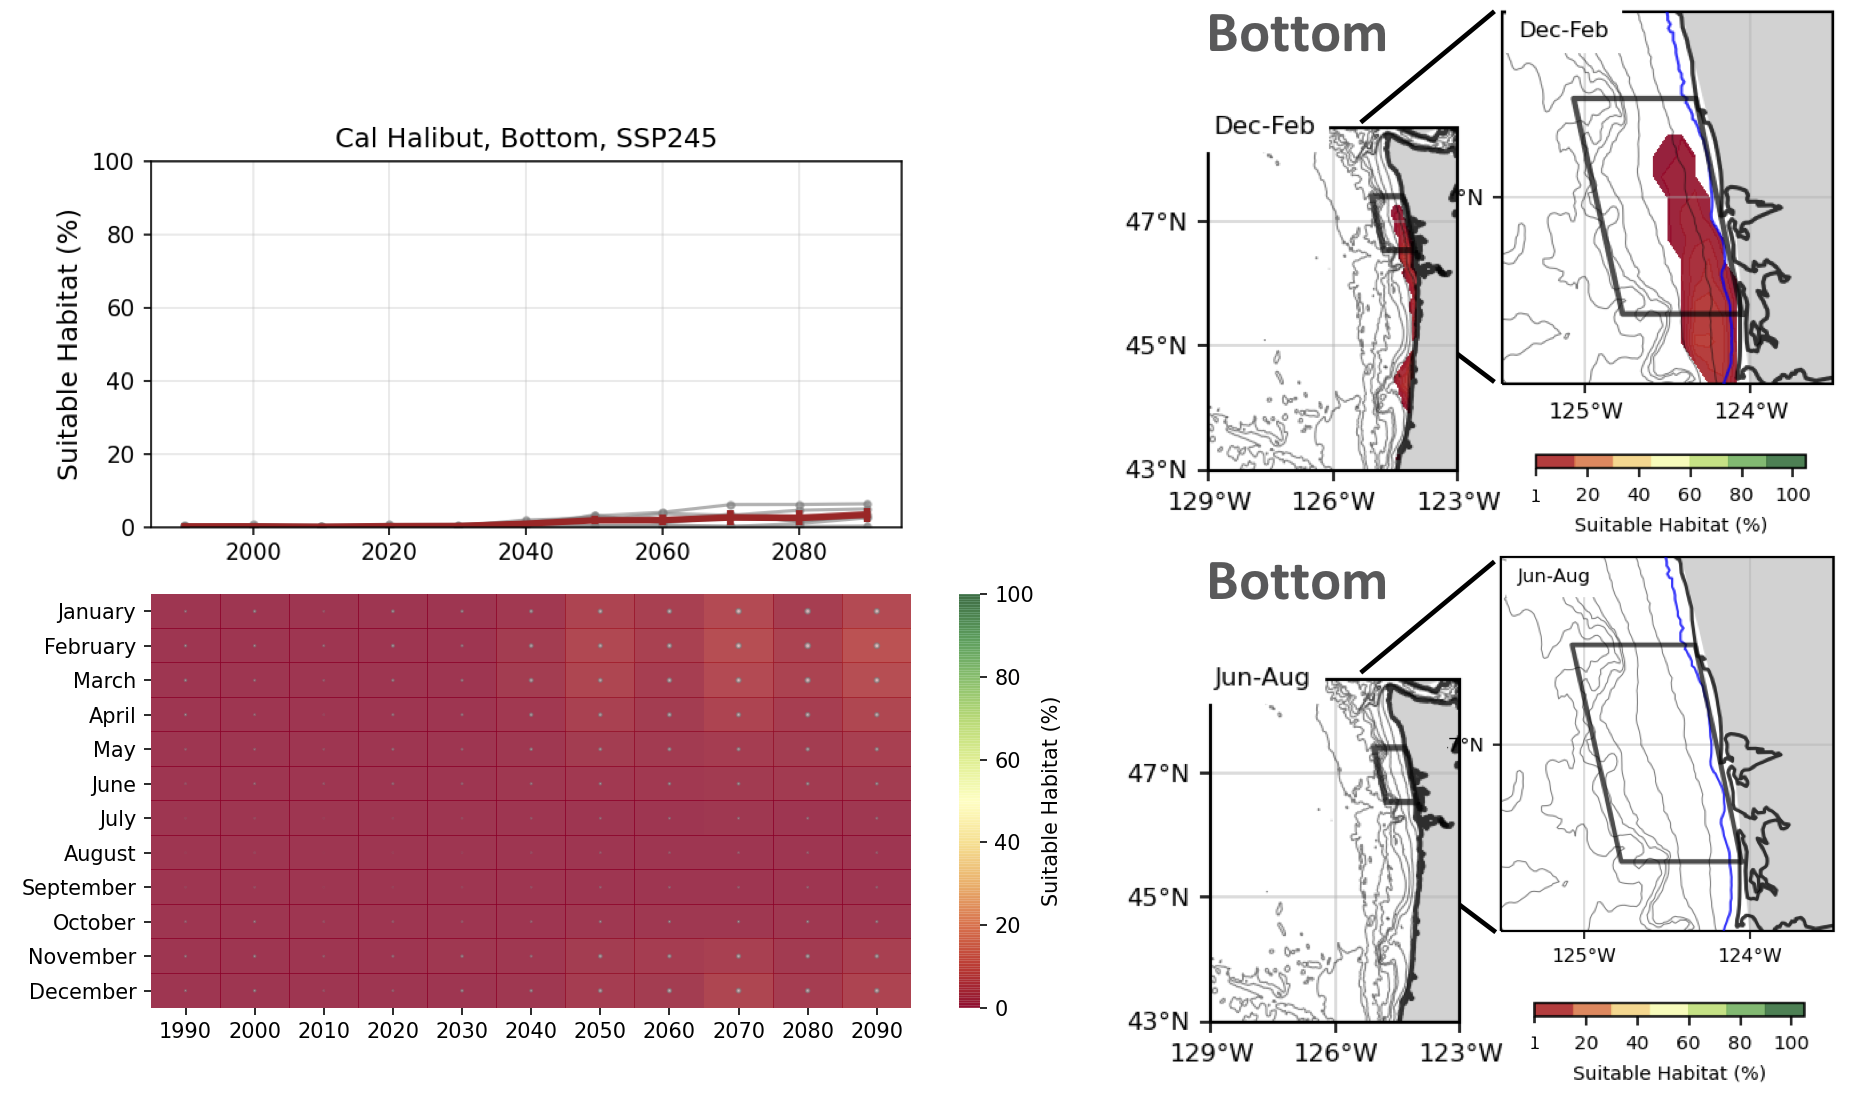 Cal Halibut, Bottom, SSP245
Suitable Habitat (%)
100
80
60
40
20
0
2000
2020
2040
2060
2080
January
February
March
April
May
June
July
August
September
October
November
December
1990
2000
2010
2020
2030
2040
2050
2060
2070
2080
2090
100
80
60
40
20
0
Suitable Habitat (%)
Bottom
Dec-Feb
47°N
45°N
43°N
129°W
126°W
123°W
Dec-Feb
°N
125°W
124°W
1
20
40
60
80
100
Suitable Habitat (%)
Bottom
Jun-Aug
47°N
45°N
43°N
129°W
126°W
123°W
Jun-Aug
7°N
125°W
124°W
1
20
40
60
80
100
Suitable Habitat (%)